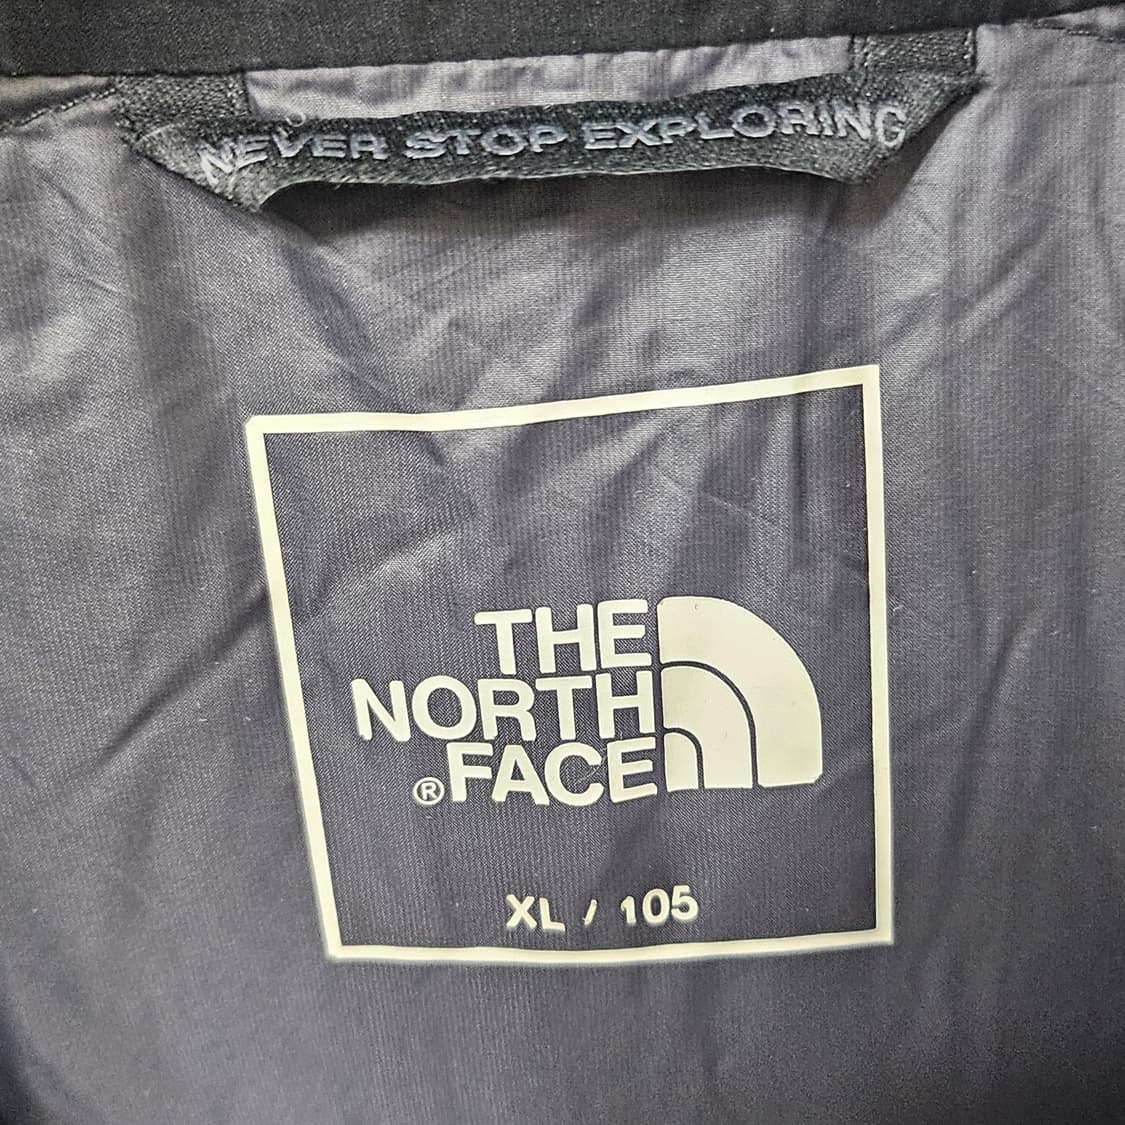 NEVER STOP EXPLORING
THE
NORTH
®FACE
XL / 105